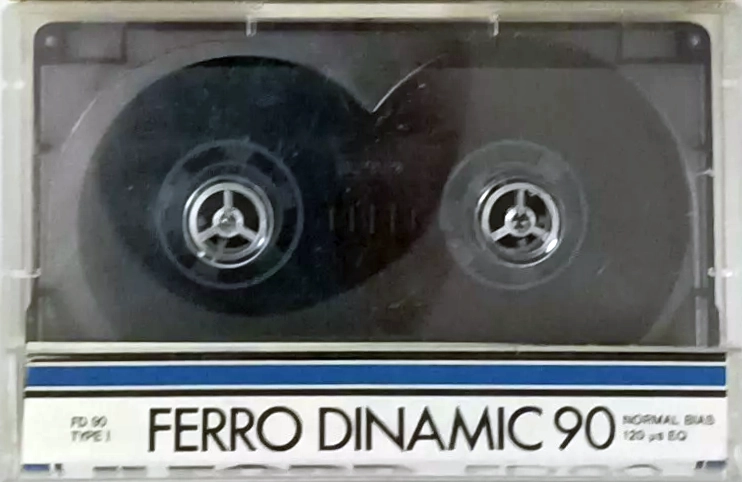 FD 90
TYPE I
FERRO DINAMIC 90
NORMAL BIAS
120 µs EQ